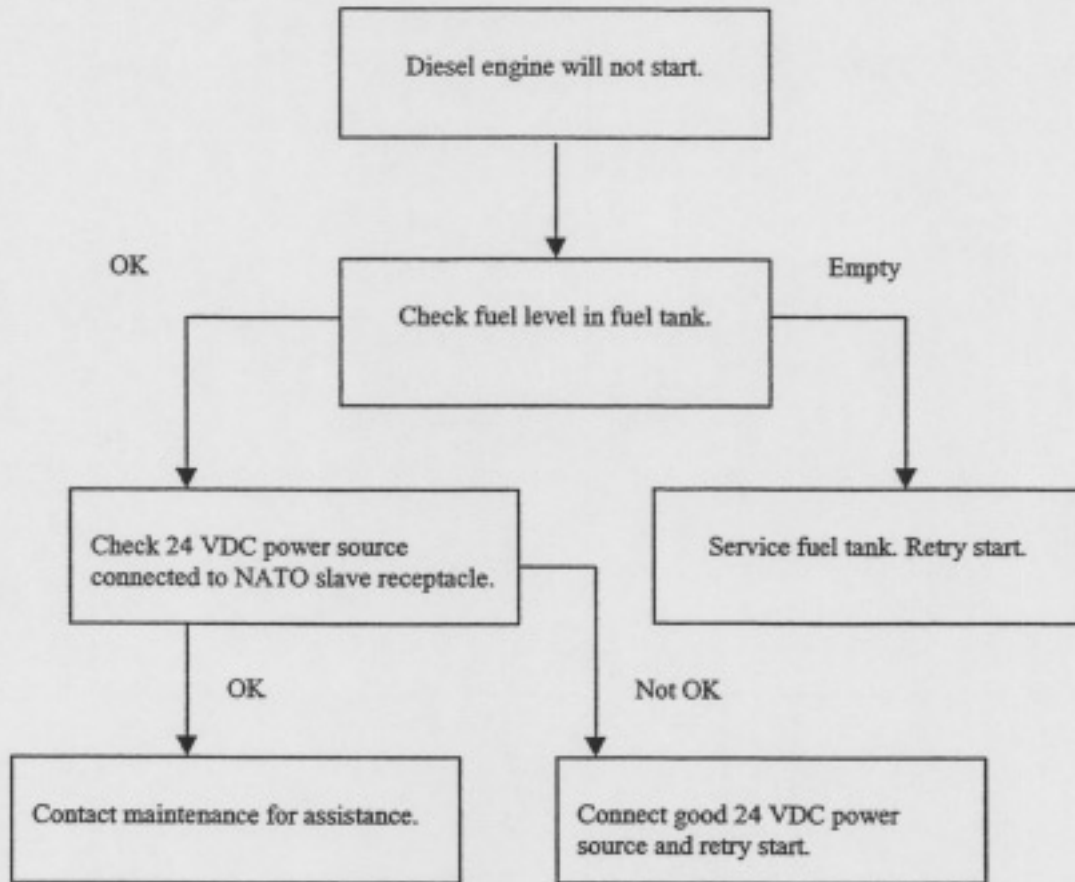 Diesel engine will not start.
OK
Empty
Check fuel level in fuel tank.
Check 24 VDC power source
connected to NATO slave receptacle.
Service fuel tank. Retry start.
OK
Not OK
Contact maintenance for assistance.
Connect good 24 VDC power
source and retry start.